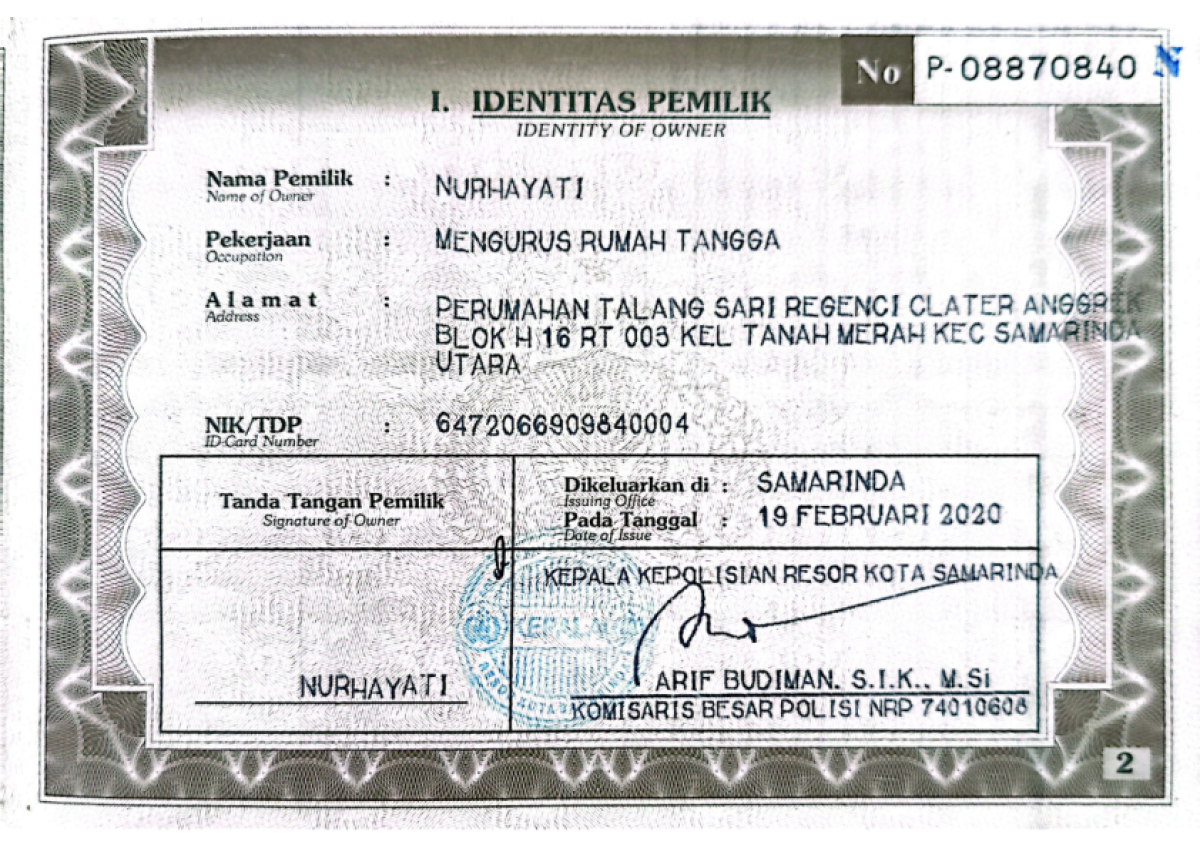 No P-08870840 N
I. IDENTITAS PEMILIK
IDENTITY OF OWNER
Nama Pemilik : NURHAYATI
Name of Owner
Pekerjaan : MENGURUS RUMAH TANGGA
Occupation
Alamat : PERUMAHAN TALANG SARI REGENCI CLATER ANGGREK
Address
BLOK H 16 RT 003 KEL TANAH MERAH KEC SAMARINDA
UTARA
NIK/TDP : 6472066909840004
ID-Card Number
Tanda Tangan Pemilik
Signature of Owner
Dikeluarkan di : SAMARINDA
Issuing Office
Pada Tanggal : 19 FEBRUARI 2020
Date of Issue
KEPALA KEPOLISIAN RESOR KOTA SAMARINDA
KEPALA
NURHAYATI
ARIF BUDIMAN. S.I.K., M.Si
KOMISARIS BESAR POLISI NRP 74010608
2